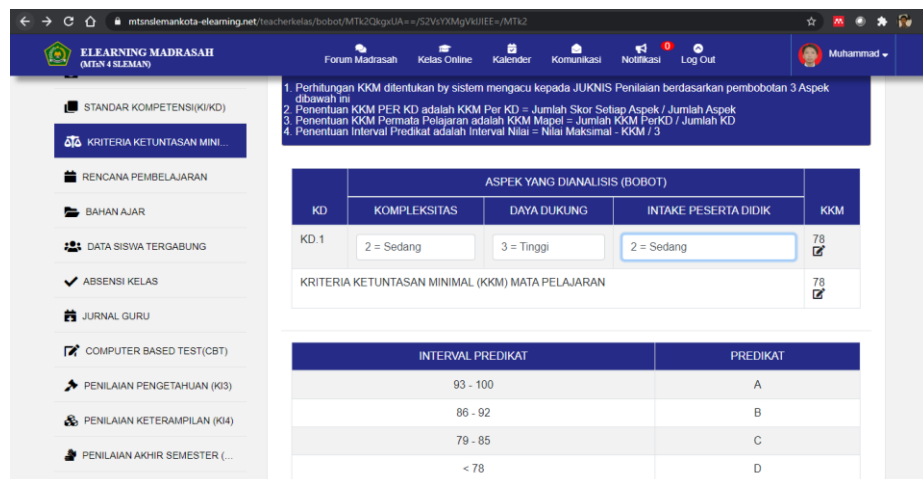 mtsnslemankota-elearning.net/teacherkelas/bobot/MTk2QkgxUA==/S2VsYXMgVklJIEE=/MTk2
ELEARNING MADRASAH
(MTsN 4 SLEMAN)
Forum Madrasah
Kelas Online
Kalender
Komunikasi
0
Notifikasi
Log Out
Muhammad
STANDAR KOMPETENSI(KI/KD)
KRITERIA KETUNTASAN MINI...
RENCANA PEMBELAJARAN
BAHAN AJAR
DATA SISWA TERGABUNG
ABSENSI KELAS
JURNAL GURU
COMPUTER BASED TEST(CBT)
PENILAIAN PENGETAHUAN (KI3)
PENILAIAN KETERAMPILAN (KI4)
PENILAIAN AKHIR SEMESTER (...
1. Perhitungan KKM ditentukan by sistem mengacu kepada JUKNIS Penilaian berdasarkan pembobotan 3 Aspek
dibawah ini
2. Penentuan KKM PER KD adalah KKM Per KD = Jumlah Skor Setiap Aspek / Jumlah Aspek
3. Penentuan KKM Permata Pelajaran adalah KKM Mapel = Jumlah KKM PerKD / Jumlah KD
4. Penentuan Interval Predikat adalah Interval Nilai = Nilai Maksimal - KKM / 3
ASPEK YANG DIANALISIS (BOBOT)
KD KOMPLEKSITAS DAYA DUKUNG INTAKE PESERTA DIDIK KKM
KD.1 2 = Sedang 3 = Tinggi 2 = Sedang 78
KRITERIA KETUNTASAN MINIMAL (KKM) MATA PELAJARAN 78
INTERVAL PREDIKAT PREDIKAT
93 - 100 A
86 - 92 B
79 - 85 C
< 78 D